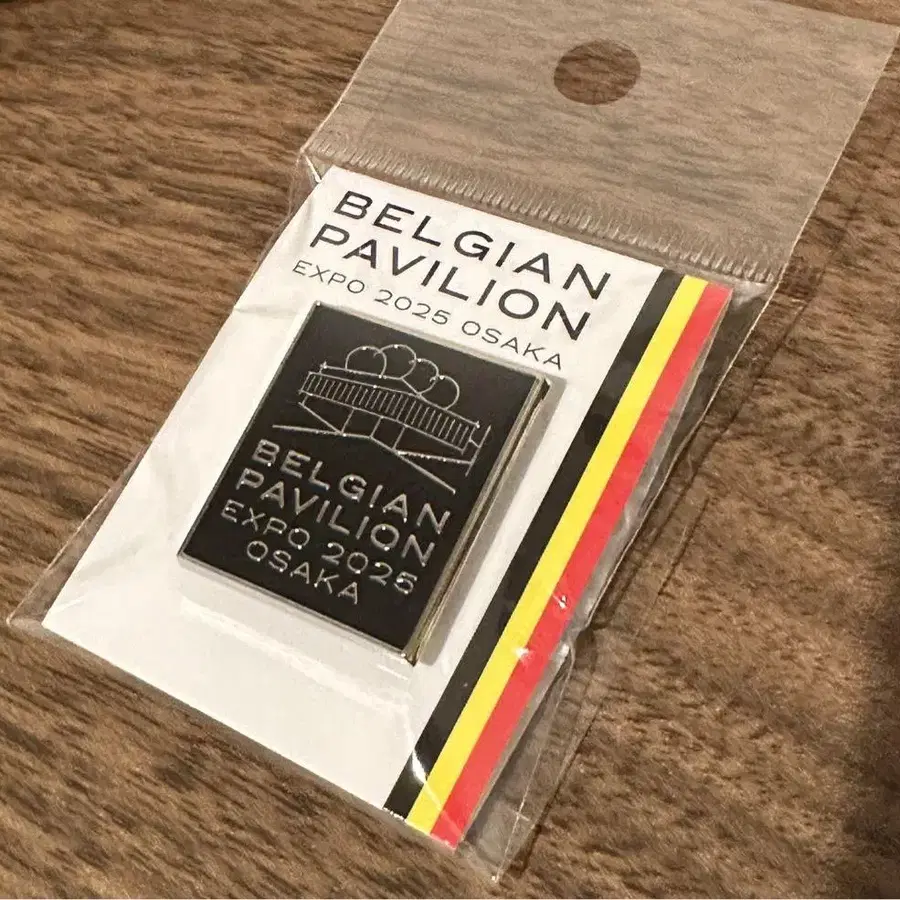 BELGIAN
PAVILION
EXPO 2025 OSAKA
BELGIAN
PAVILION
EXPO 2025
OSAKA